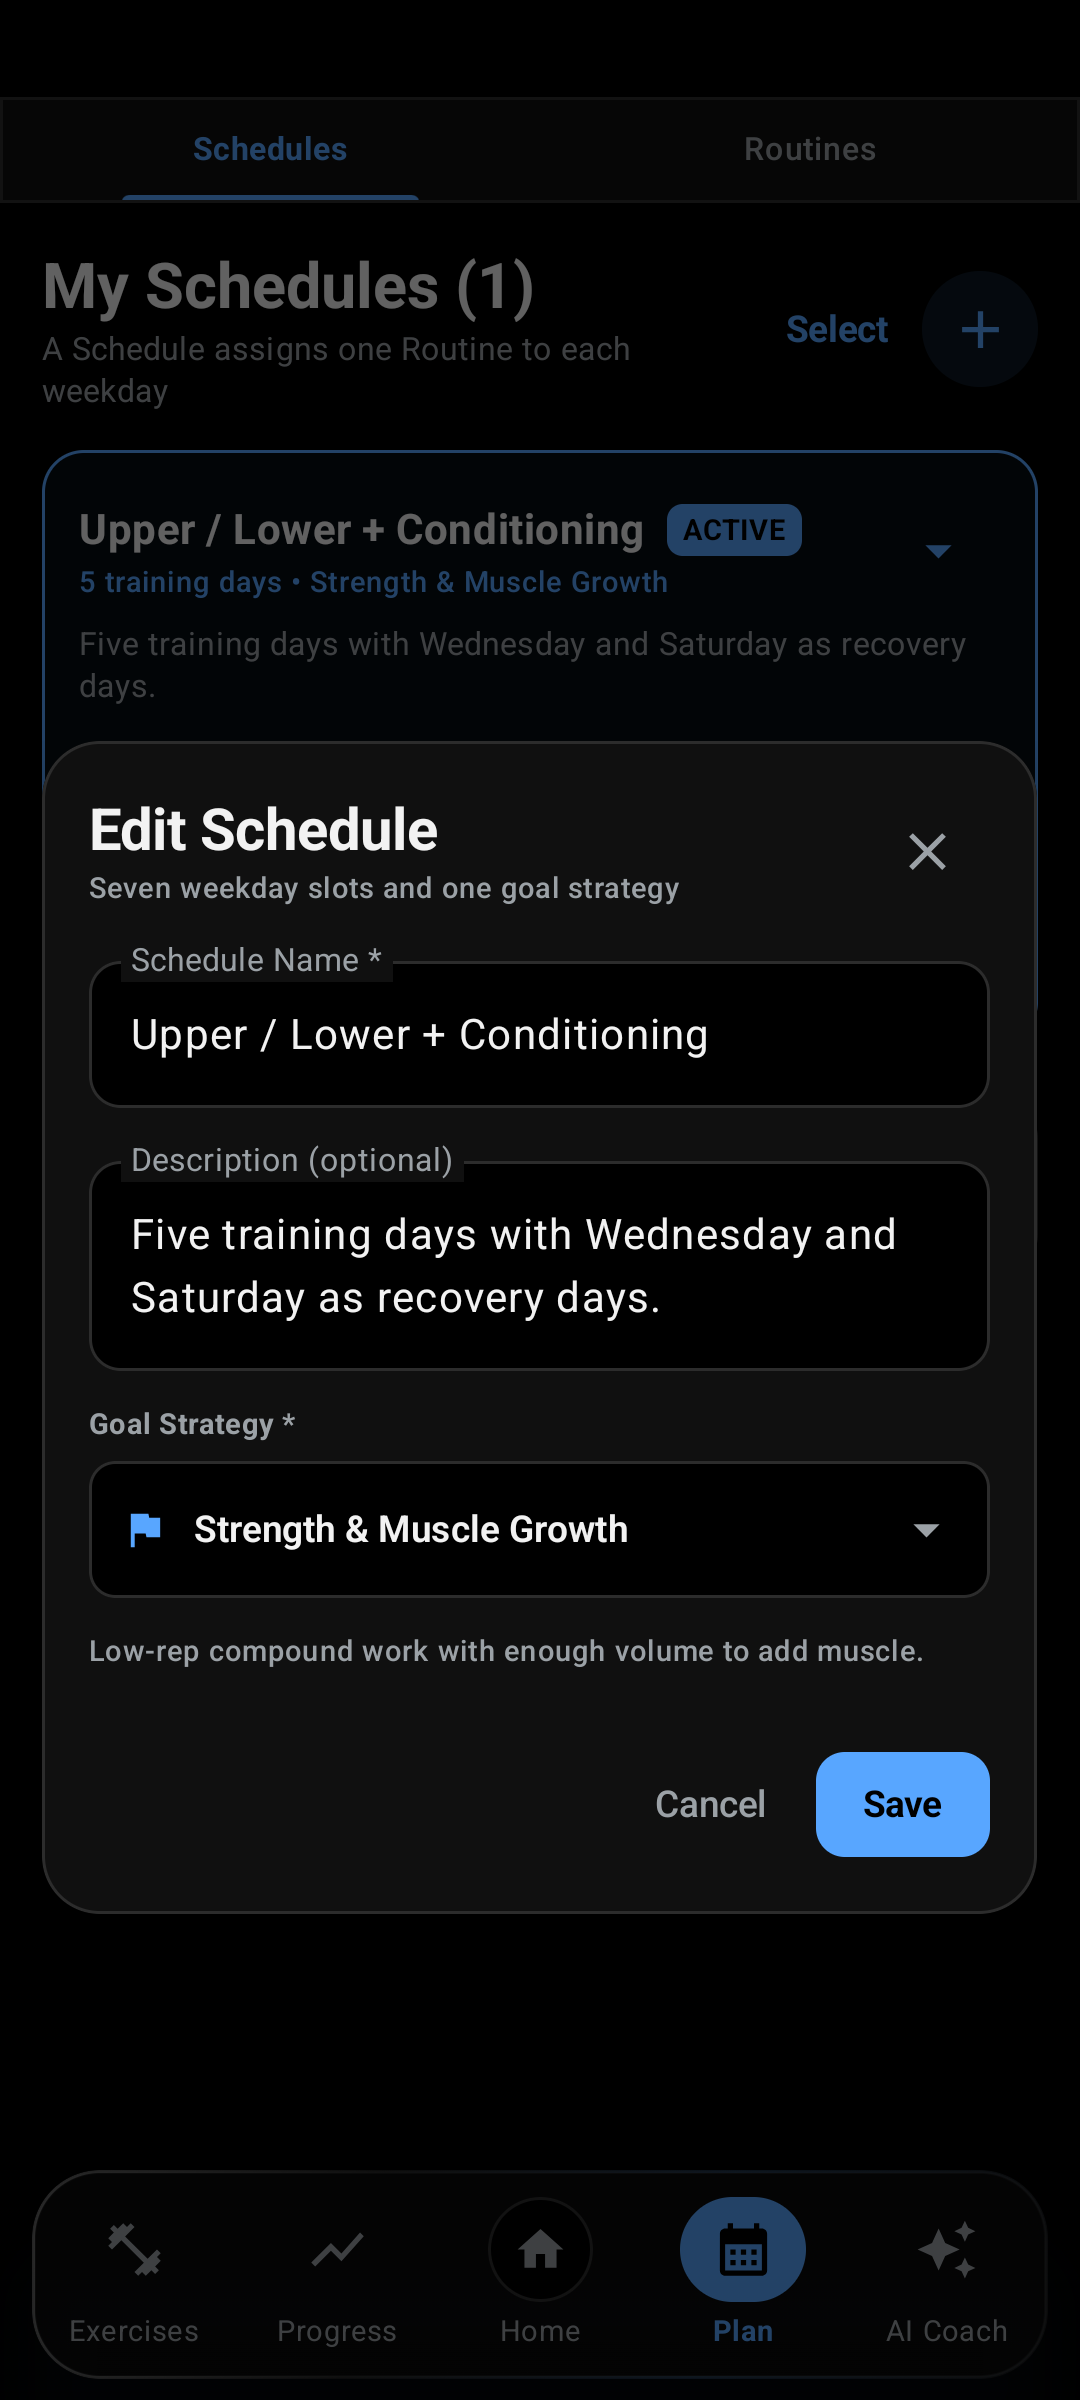 Schedules
Routines
My Schedules (1)
A Schedule assigns one Routine to each
weekday
Select
Upper / Lower + Conditioning
ACTIVE
5 training days • Strength & Muscle Growth
Five training days with Wednesday and Saturday as recovery
days.
Edit Schedule
Seven weekday slots and one goal strategy
Schedule Name *
Upper / Lower + Conditioning
Description (optional)
Five training days with Wednesday and
Saturday as recovery days.
Goal Strategy *
Strength & Muscle Growth
Low-rep compound work with enough volume to add muscle.
Cancel
Save
Exercises
Progress
Home
Plan
AI Coach